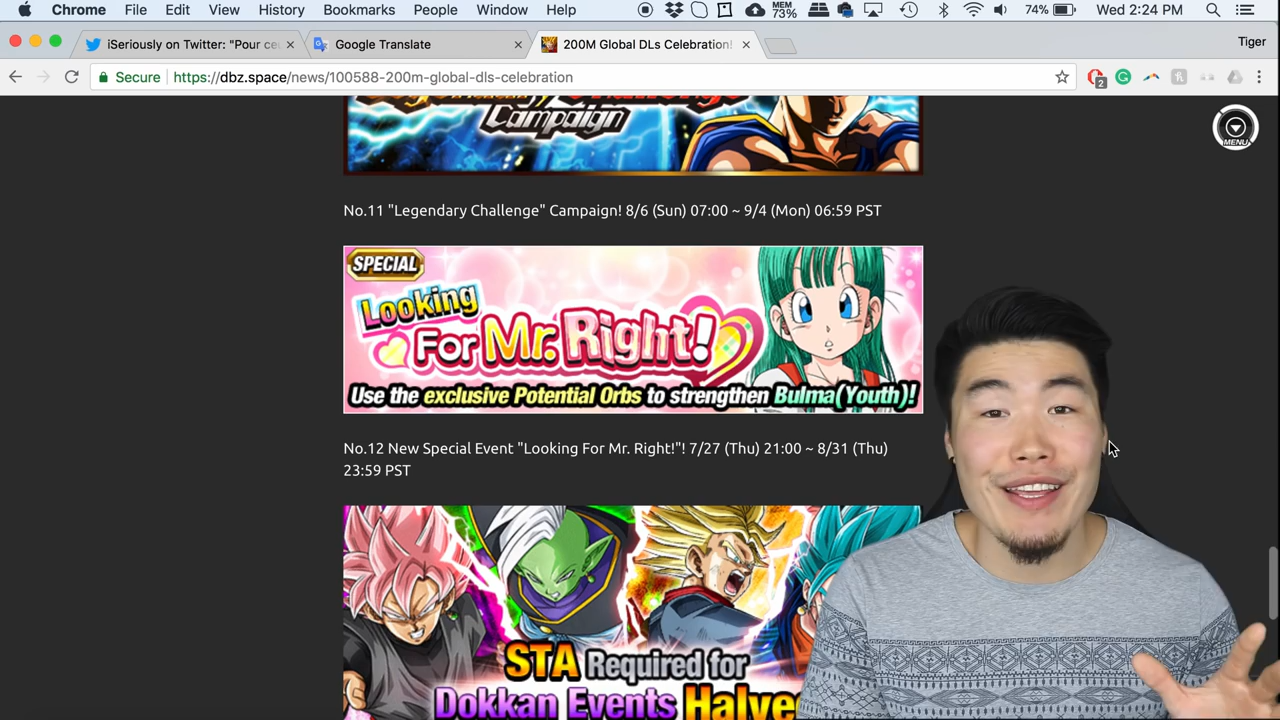 Chrome File Edit View History Bookmarks People Window Help MEM 73% 74% Wed 2:24 PM
iSeriously on Twitter: "Pour ce Google Translate 200M Global DLs Celebration! Tiger
Secure https://dbz.space/news/100588-200m-global-dls-celebration 2
Campaign
MENU
No.11 "Legendary Challenge" Campaign! 8/6 (Sun) 07:00 ~ 9/4 (Mon) 06:59 PST
SPECIAL
Looking
For Mr. Right!
Use the exclusive Potential Orbs to strengthen Bulma(Youth)!
No.12 New Special Event "Looking For Mr. Right!"! 7/27 (Thu) 21:00 ~ 8/31 (Thu)
23:59 PST
STA Required for
Dokkan Events Halve